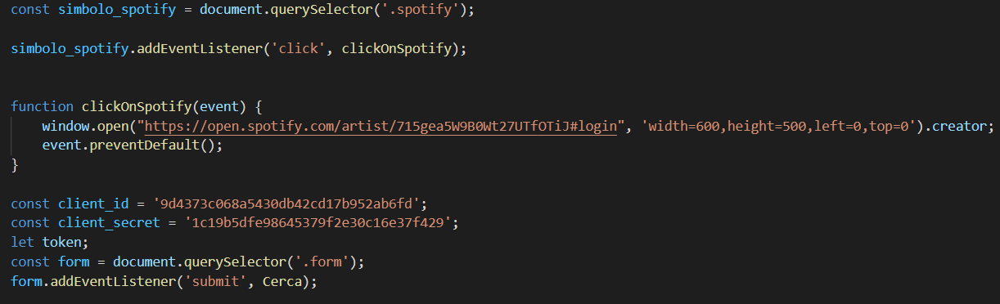 const simbolo_spotify = document.querySelector('.spotify');
simbolo_spotify.addEventListener('click', clickOnSpotify);
function clickOnSpotify(event) {
window.open("https://open.spotify.com/artist/715gea5W9B0Wt27UTfOTiJ#login", 'width=600,height=500,left=0,top=0').creator;
event.preventDefault();
}
const client_id = '9d4373c068a5430db42cd17b952ab6fd';
const client_secret = '1c19b5dfe98645379f2e30c16e37f429';
let token;
const form = document.querySelector('.form');
form.addEventListener('submit', Cerca);